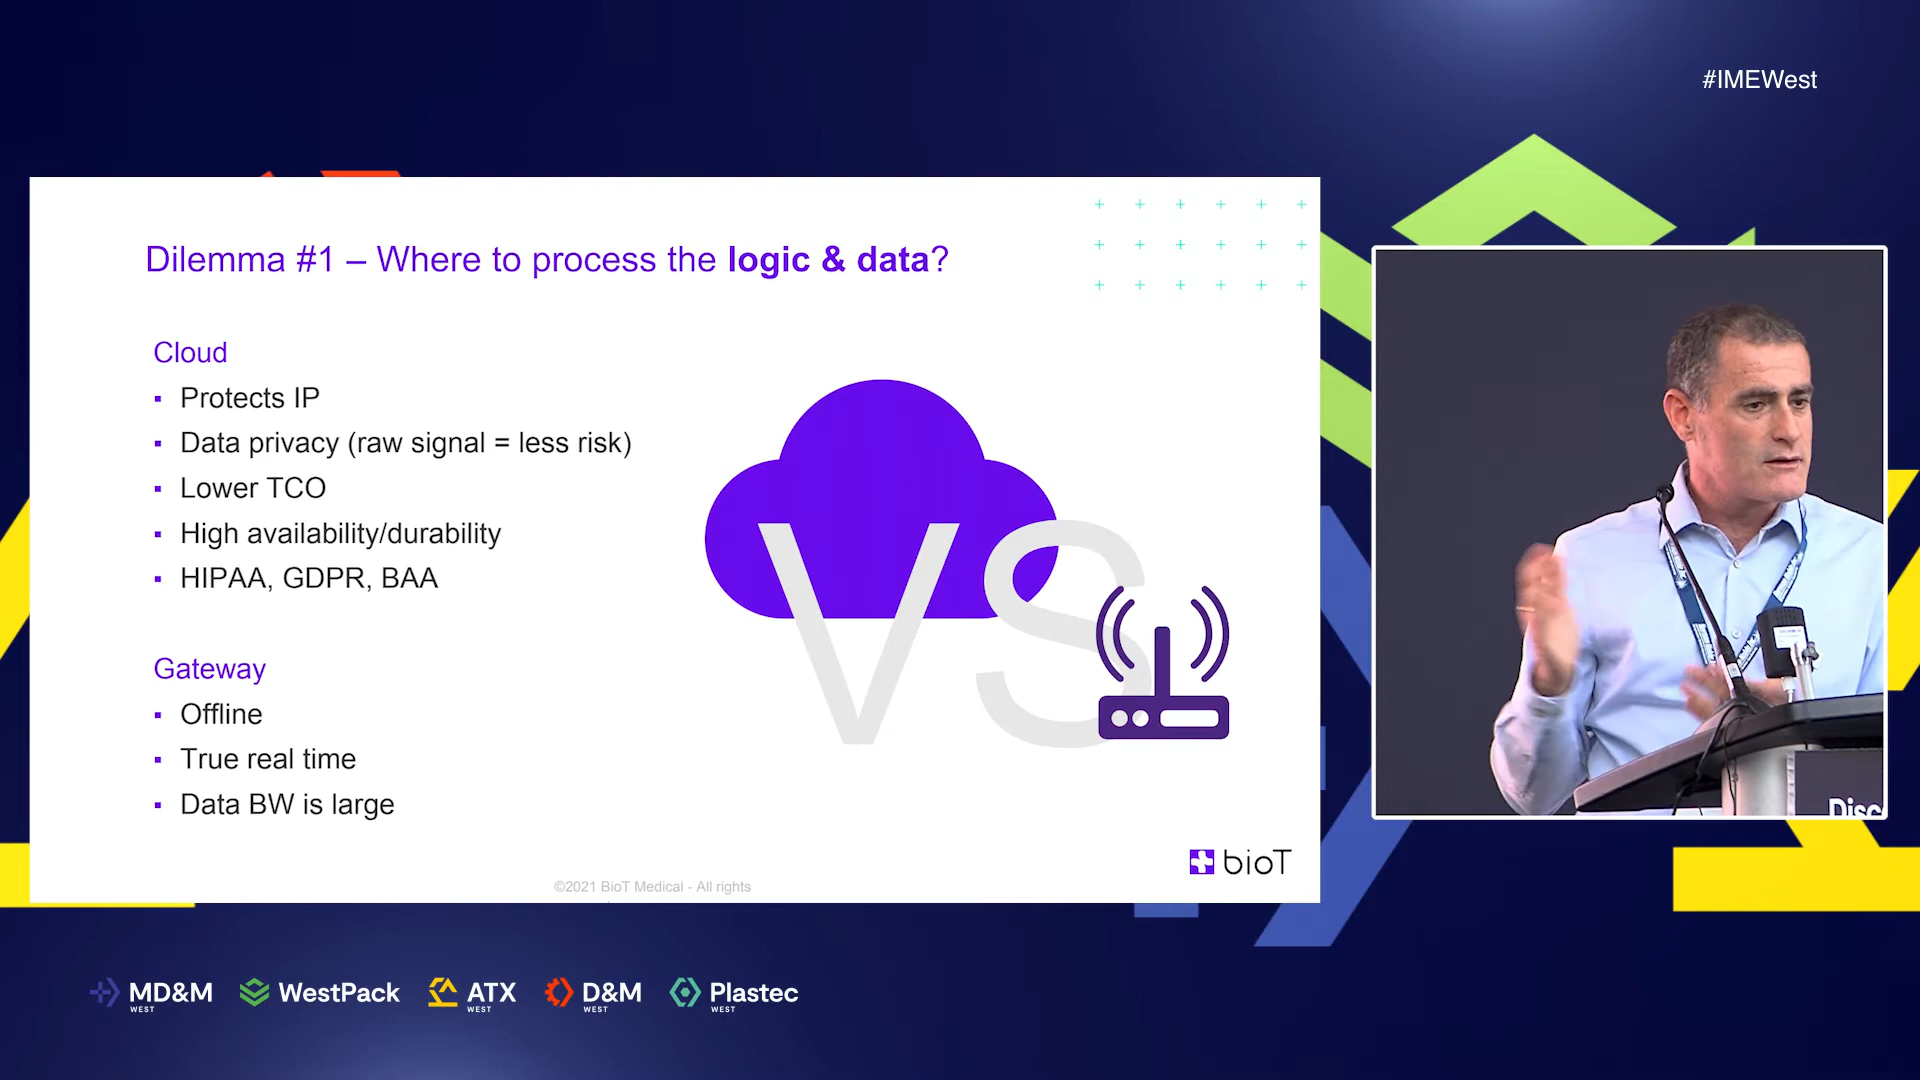 #IMEWest
Dilemma #1 – Where to process the logic & data?
Cloud
▪ Protects IP
▪ Data privacy (raw signal = less risk)
▪ Lower TCO
▪ High availability/durability
▪ HIPAA, GDPR, BAA
Gateway
▪ Offline
▪ True real time
▪ Data BW is large
VS
bioT
©2021 BioT Medical - All rights
Disc
MD&M WEST
WestPack
ATX WEST
D&M WEST
Plastec WEST